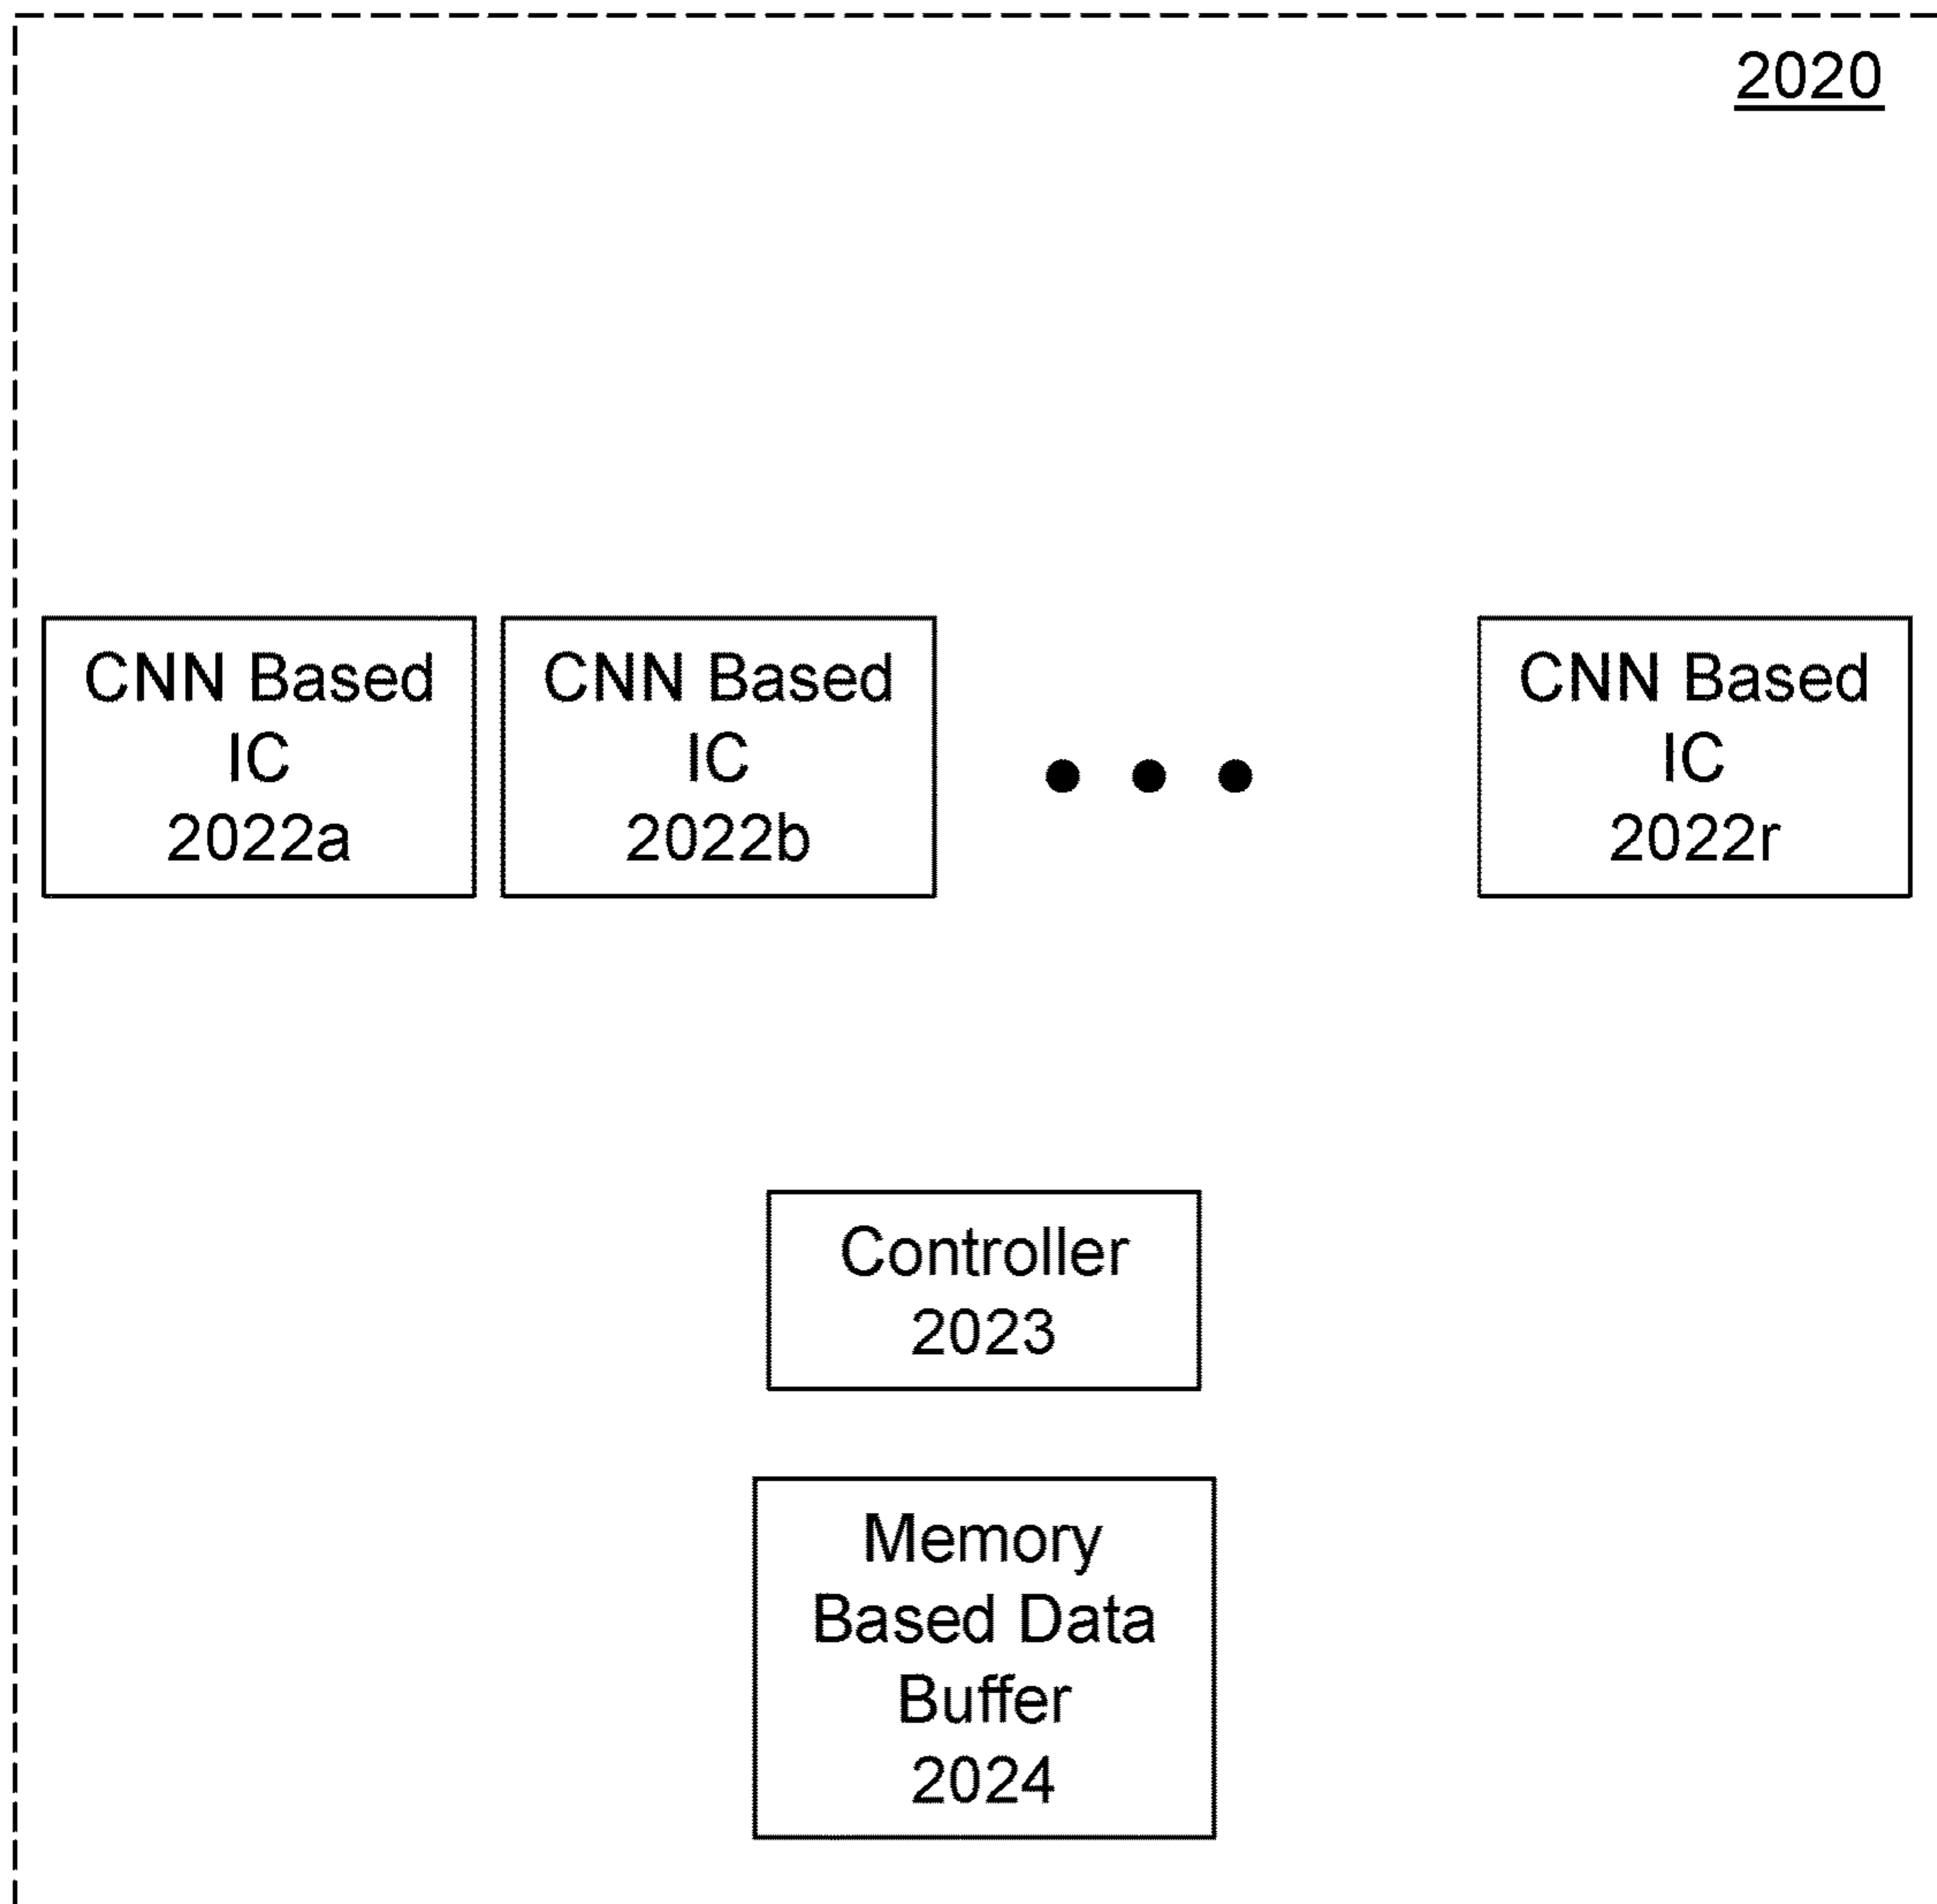 2020
CNN Based
IC
2022a
CNN Based
IC
2022b
CNN Based
IC
2022r
Controller
2023
Memory
Based Data
Buffer
2024